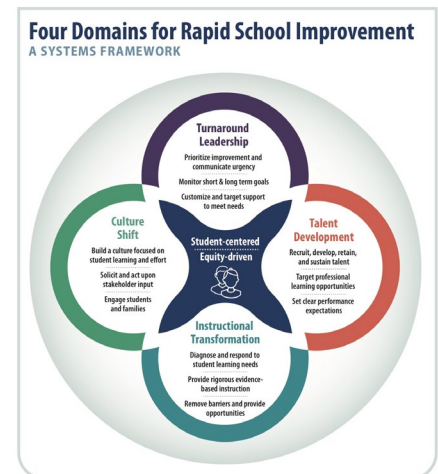 Four Domains for Rapid School Improvement
A SYSTEMS FRAMEWORK
Turnaround
Leadership
Prioritize improvement and
communicate urgency
Monitor short & long term goals
Customize and target support
to meet needs
Culture
Shift
Build a culture focused on
student learning and effort
Solicit and act upon
stakeholder input
Engage students
and families
Student-centered
Equity-driven
Talent
Development
Recruit, develop, retain,
and sustain talent
Target professional
learning opportunities
Set clear performance
expectations
Instructional
Transformation
Diagnose and respond to
student learning needs
Provide rigorous evidence-
based instruction
Remove barriers and provide
opportunities